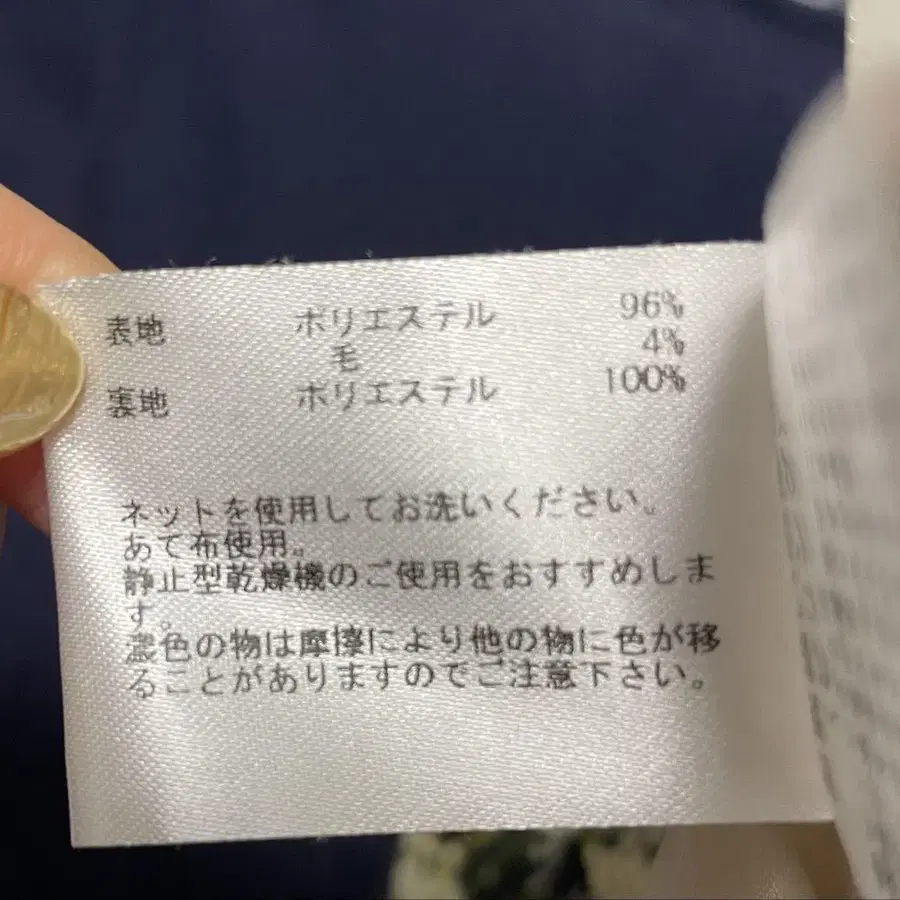 表地 ポリエステル 96%
毛 4%
裏地 ポリエステル 100%
ネットを使用してお洗いください。
あて布使用。
静止型乾燥機のご使用をおすすめしま
す。
濃色の物は摩擦により他の物に色が移
ることがありますのでご注意下さい。